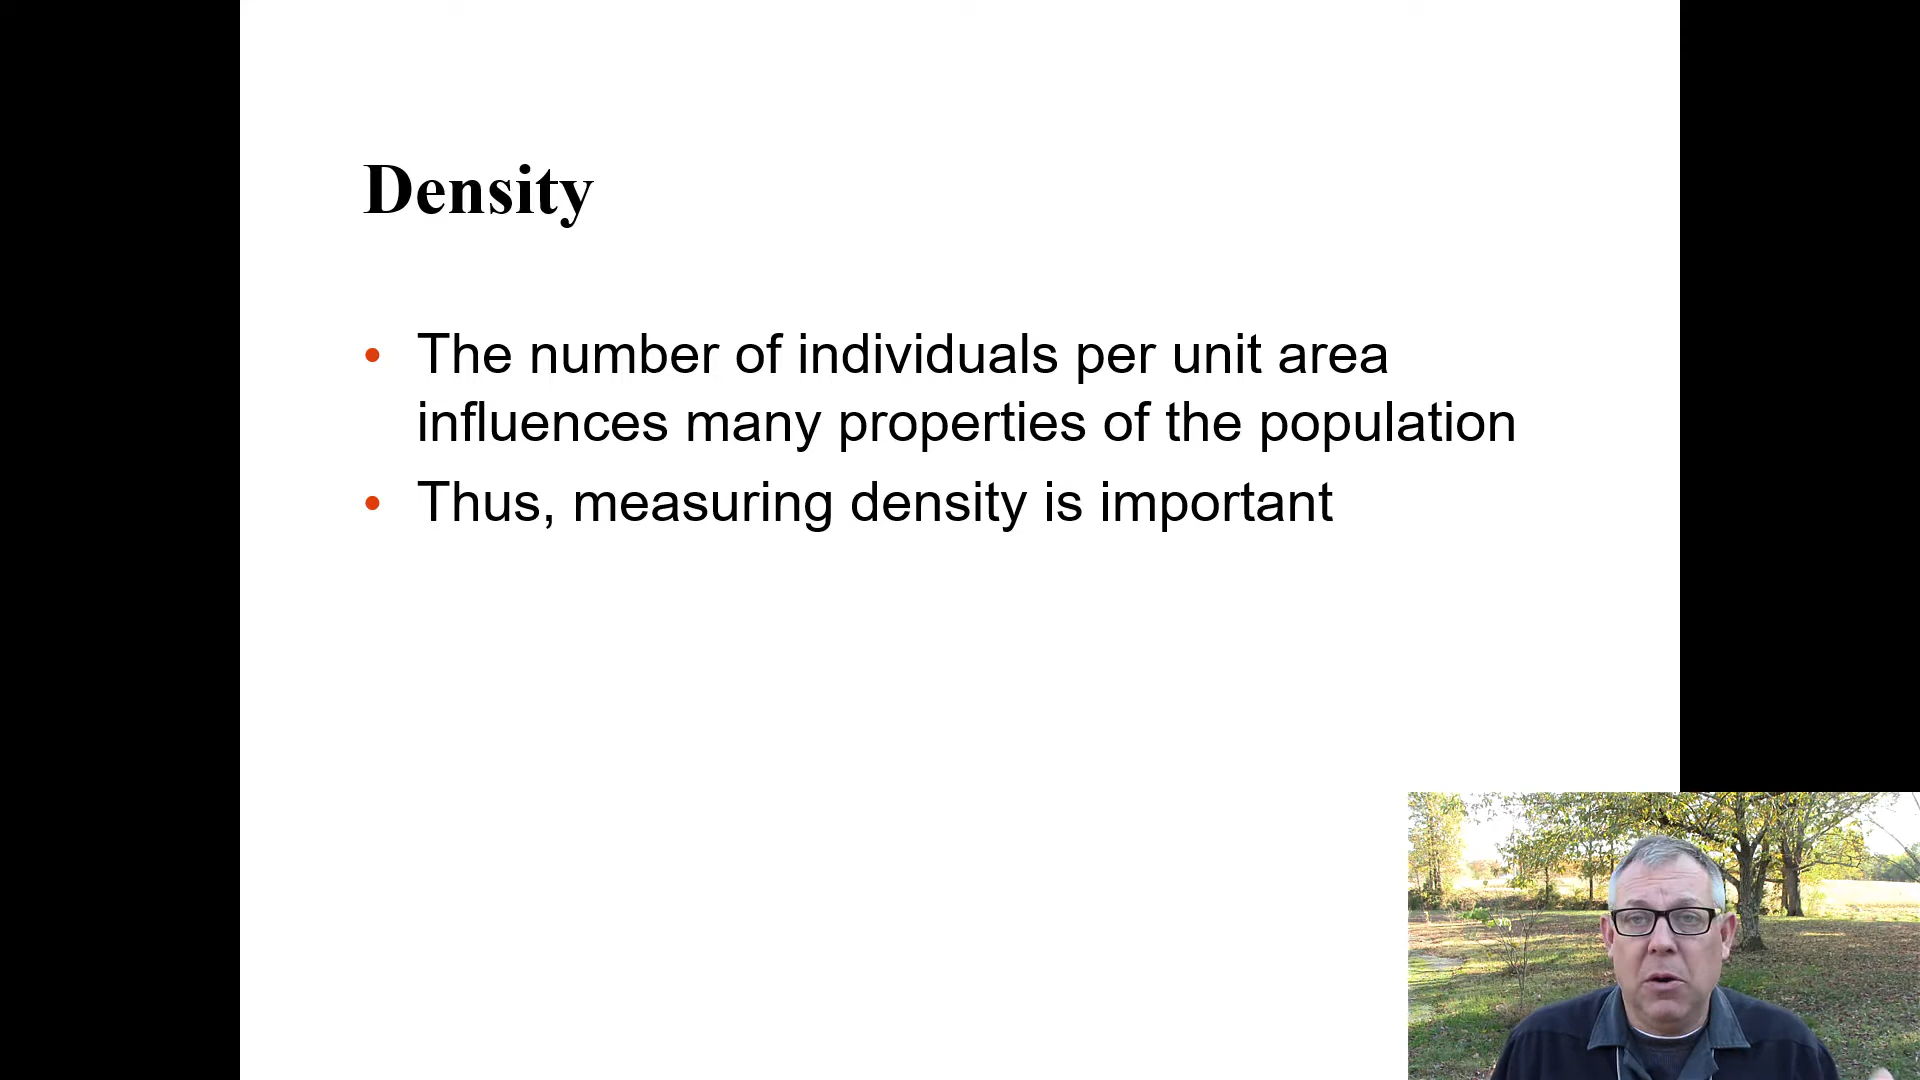 Density
• The number of individuals per unit area
influences many properties of the population
• Thus, measuring density is important